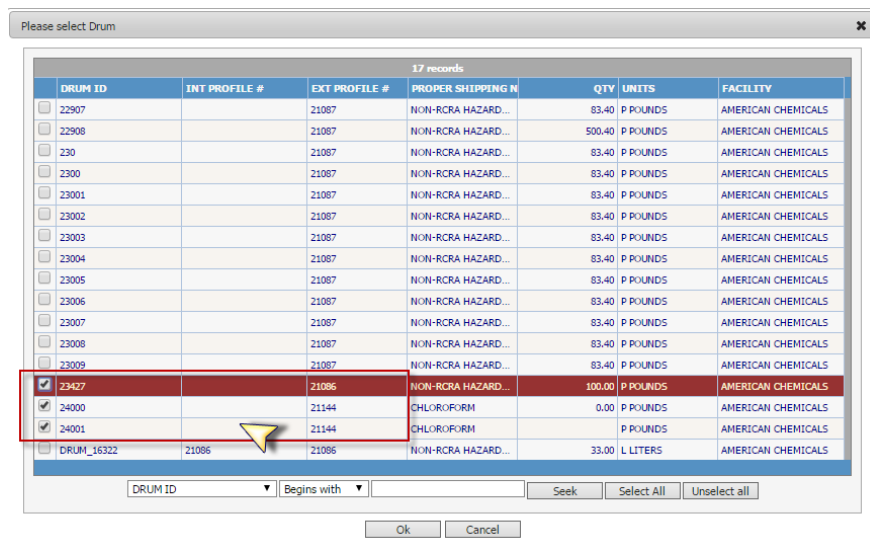 Please select Drum
17 records
DRUM ID INT PROFILE # EXT PROFILE # PROPER SHIPPING N QTY UNITS FACILITY
22907 21087 NON-RCRA HAZARD... 83.40 P POUNDS AMERICAN CHEMICALS
22908 21087 NON-RCRA HAZARD... 500.40 P POUNDS AMERICAN CHEMICALS
230 21087 NON-RCRA HAZARD... 83.40 P POUNDS AMERICAN CHEMICALS
2300 21087 NON-RCRA HAZARD... 83.40 P POUNDS AMERICAN CHEMICALS
23001 21087 NON-RCRA HAZARD... 83.40 P POUNDS AMERICAN CHEMICALS
23002 21087 NON-RCRA HAZARD... 83.40 P POUNDS AMERICAN CHEMICALS
23003 21087 NON-RCRA HAZARD... 83.40 P POUNDS AMERICAN CHEMICALS
23004 21087 NON-RCRA HAZARD... 83.40 P POUNDS AMERICAN CHEMICALS
23005 21087 NON-RCRA HAZARD... 83.40 P POUNDS AMERICAN CHEMICALS
23006 21087 NON-RCRA HAZARD... 83.40 P POUNDS AMERICAN CHEMICALS
23007 21087 NON-RCRA HAZARD... 83.40 P POUNDS AMERICAN CHEMICALS
23008 21087 NON-RCRA HAZARD... 83.40 P POUNDS AMERICAN CHEMICALS
23009 21087 NON-RCRA HAZARD... 83.40 P POUNDS AMERICAN CHEMICALS
23427 21086 NON-RCRA HAZARD... 100.00 P POUNDS AMERICAN CHEMICALS
24000 21144 CHLOROFORM 0.00 P POUNDS AMERICAN CHEMICALS
24001 21144 CHLOROFORM P POUNDS AMERICAN CHEMICALS
DRUM_16322 21086 21086 NON-RCRA HAZARD... 33.00 L LITERS AMERICAN CHEMICALS
DRUM ID Begins with Seek Select All Unselect all
Ok Cancel